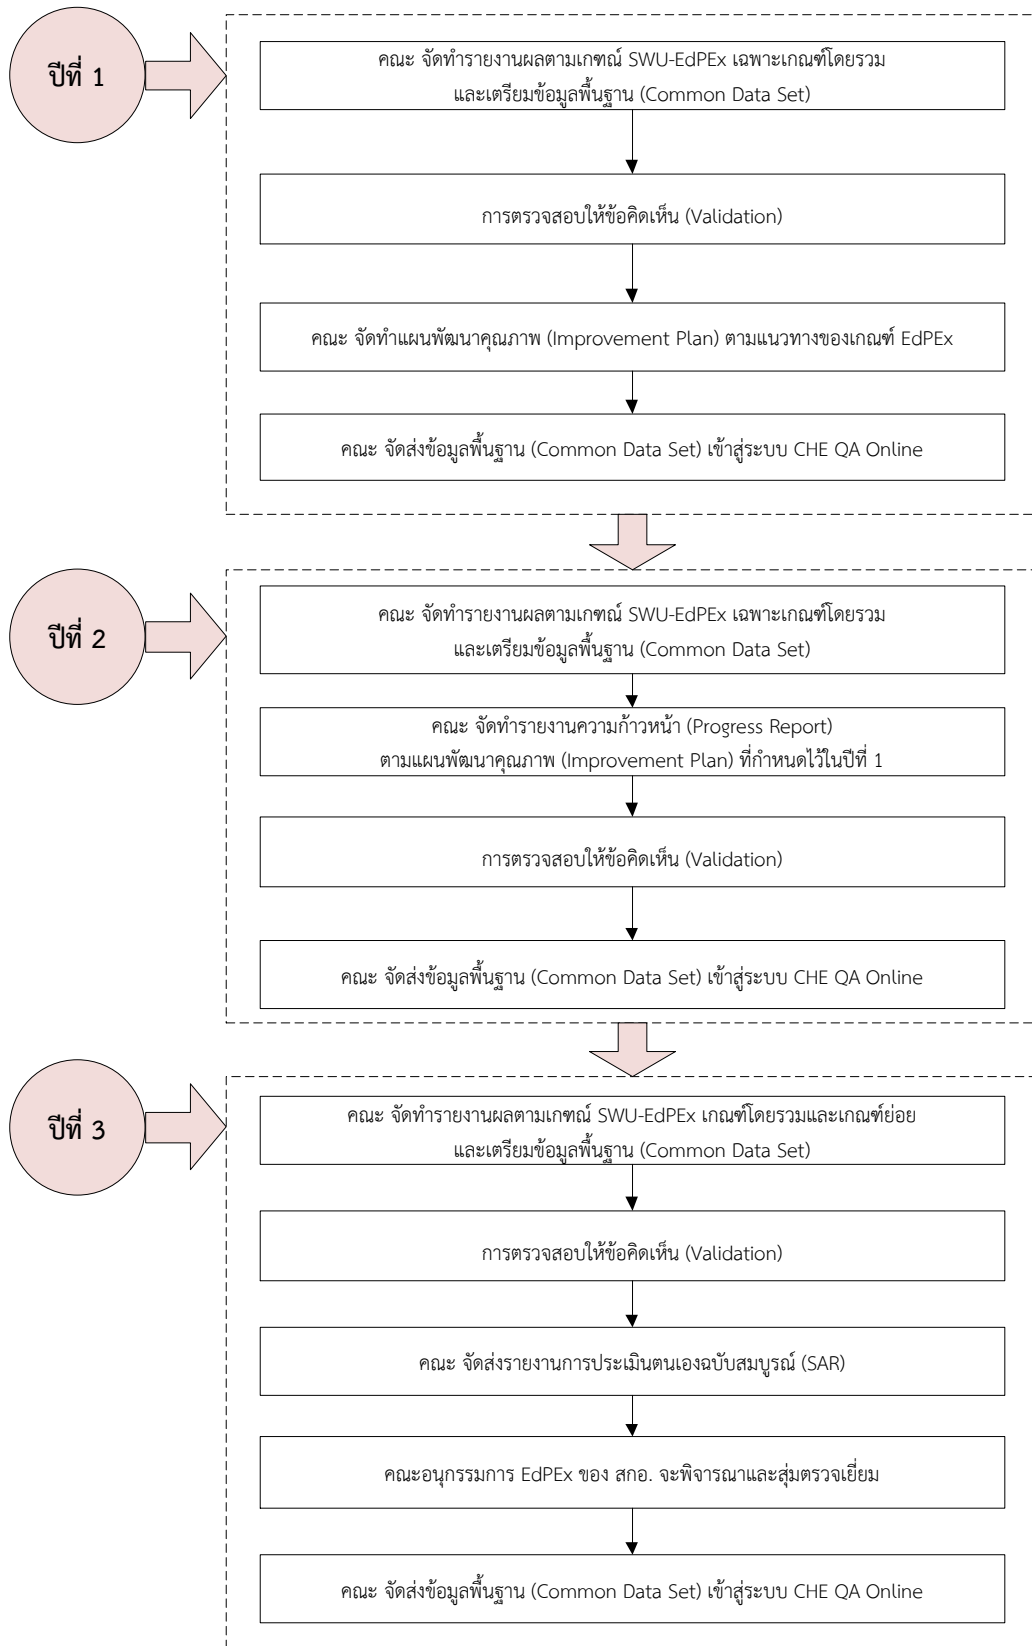 ปีที่ 1
คณะ จัดทำรายงานผลตามเกฑณ์ SWU-EdPEx เฉพาะเกณฑ์โดยรวม
และเตรียมข้อมูลพื้นฐาน (Common Data Set)
การตรวจสอบให้ข้อคิดเห็น (Validation)
คณะ จัดทำแผนพัฒนาคุณภาพ (Improvement Plan) ตามแนวทางของเกณฑ์ EdPEx
คณะ จัดส่งข้อมูลพื้นฐาน (Common Data Set) เข้าสู่ระบบ CHE QA Online
ปีที่ 2
คณะ จัดทำรายงานผลตามเกฑณ์ SWU-EdPEx เฉพาะเกณฑ์โดยรวม
และเตรียมข้อมูลพื้นฐาน (Common Data Set)
คณะ จัดทำรายงานความก้าวหน้า (Progress Report)
ตามแผนพัฒนาคุณภาพ (Improvement Plan) ที่กำหนดไว้ในปีที่ 1
การตรวจสอบให้ข้อคิดเห็น (Validation)
คณะ จัดส่งข้อมูลพื้นฐาน (Common Data Set) เข้าสู่ระบบ CHE QA Online
ปีที่ 3
คณะ จัดทำรายงานผลตามเกฑณ์ SWU-EdPEx เกณฑ์โดยรวมและเกณฑ์ย่อย
และเตรียมข้อมูลพื้นฐาน (Common Data Set)
การตรวจสอบให้ข้อคิดเห็น (Validation)
คณะ จัดส่งรายงานการประเมินตนเองฉบับสมบูรณ์ (SAR)
คณะอนุกรรมการ EdPEx ของ สกอ. จะพิจารณาและสุ่มตรวจเยี่ยม
คณะ จัดส่งข้อมูลพื้นฐาน (Common Data Set) เข้าสู่ระบบ CHE QA Online